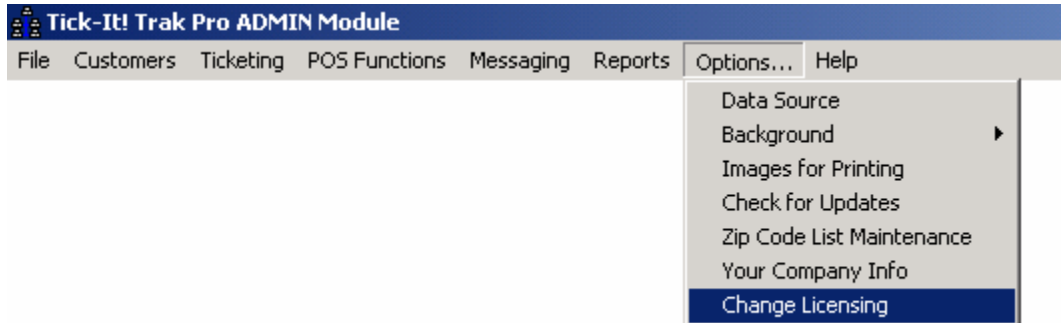 Tick-It! Trak Pro ADMIN Module
File Customers Ticketing POS Functions Messaging Reports Options... Help
Data Source
Background
Images for Printing
Check for Updates
Zip Code List Maintenance
Your Company Info
Change Licensing